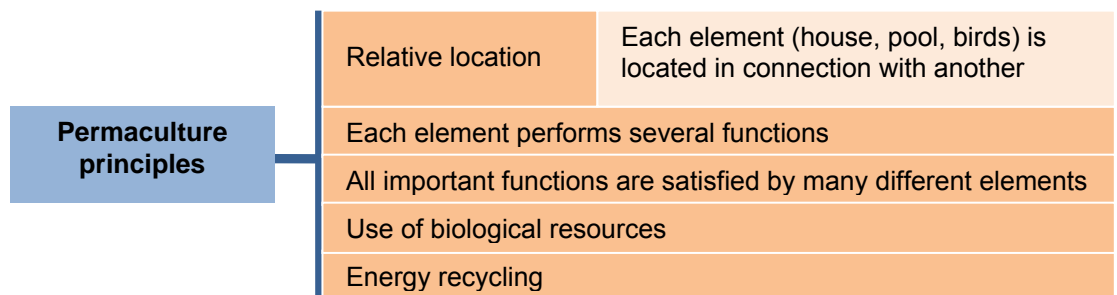 Permaculture
principles
Relative location
Each element (house, pool, birds) is
located in connection with another
Each element performs several functions
All important functions are satisfied by many different elements
Use of biological resources
Energy recycling